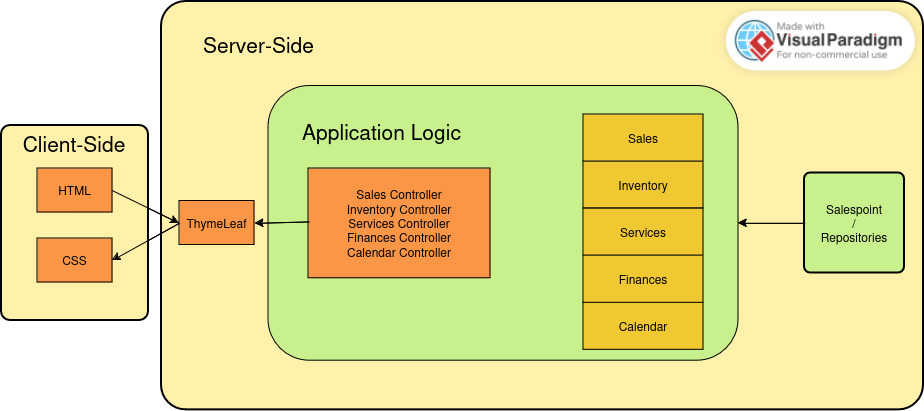 Server-Side
Made with
Visual Paradigm
For non-commercial use
Application Logic
Client-Side
HTML
CSS
ThymeLeaf
Sales Controller
Inventory Controller
Services Controller
Finances Controller
Calendar Controller
Sales
Inventory
Services
Finances
Calendar
Salespoint
/
Repositories